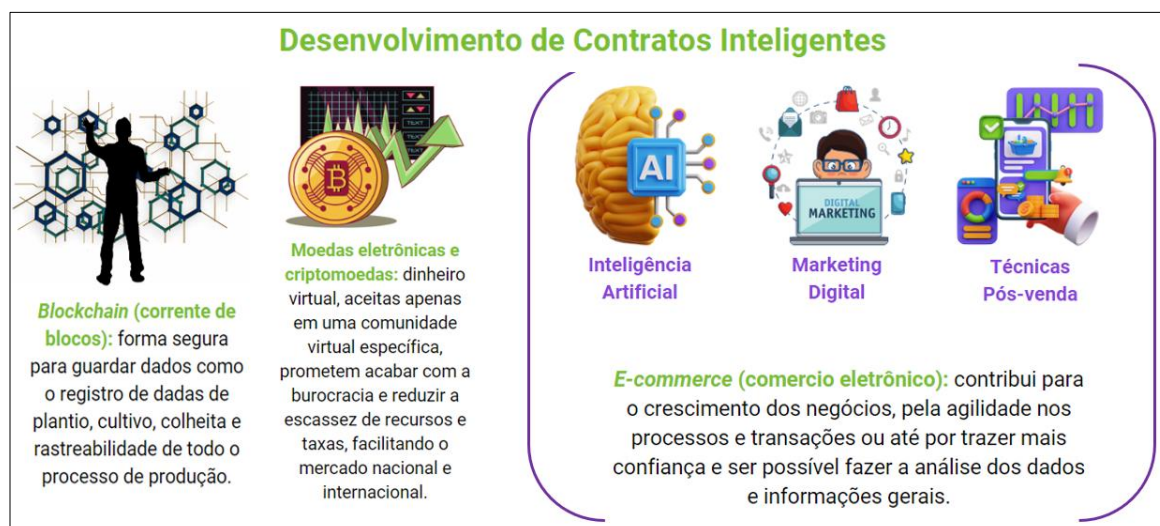 Desenvolvimento de Contratos Inteligentes
Blockchain (corrente de
blocos): forma segura
para guardar dados como
o registro de dadas de
plantio, cultivo, colheita e
rastreabilidade de todo o
processo de produção.
TEXT
TEXT
B
Moedas eletrônicas e
criptomoedas: dinheiro
virtual, aceitas apenas
em uma comunidade
virtual específica,
prometem acabar com a
burocracia e reduzir a
escassez de recursos e
taxas, facilitando o
mercado nacional e
internacional.
AI
Inteligência
Artificial
DIGITAL
MARKETING
Marketing
Digital
Técnicas
Pós-venda
E-commerce (comercio eletrônico): contribui para
o crescimento dos negócios, pela agilidade nos
processos e transações ou até por trazer mais
confiança e ser possível fazer a análise dos dados
e informações gerais.